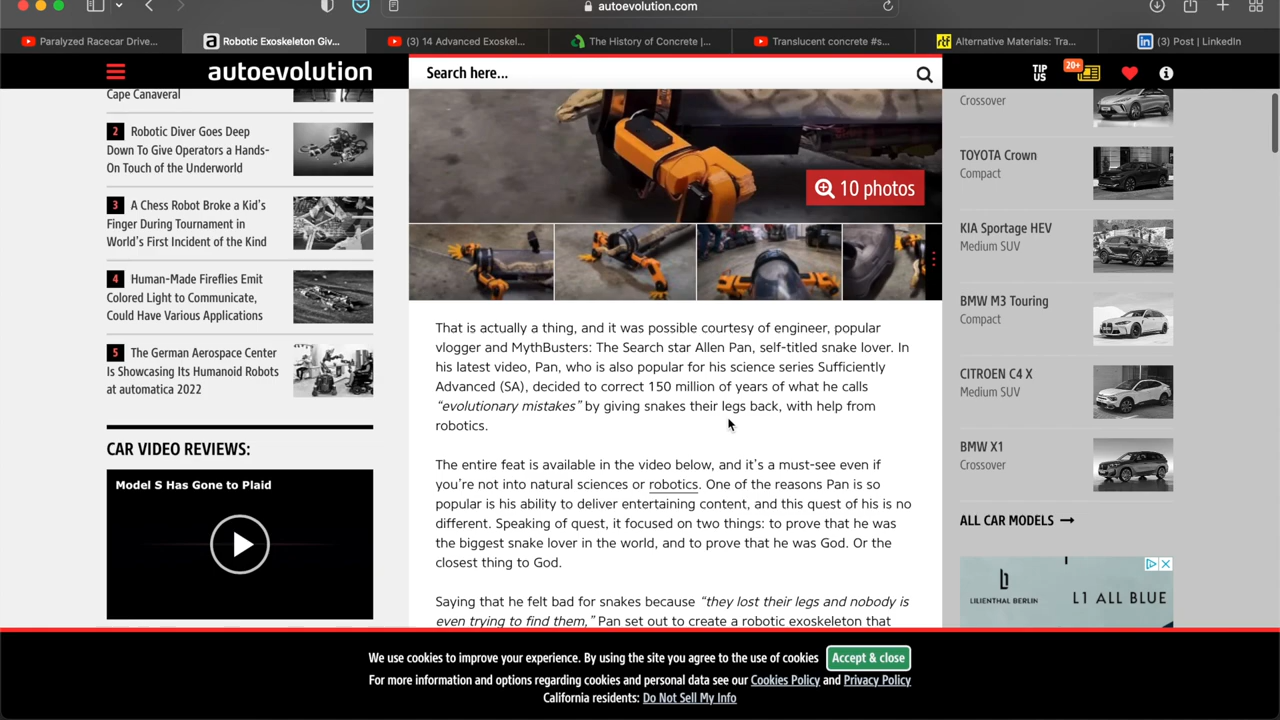 autoevolution.com
Paralyzed Racecar Drive...
Robotic Exoskeleton Giv...
(3) 14 Advanced Exoskel...
The History of Concrete |...
Translucent concrete #s...
Alternative Materials: Tra...
(3) Post | LinkedIn
autoevolution
Search here...
TIP
US
20+
Cape Canaveral
2 Robotic Diver Goes Deep
Down To Give Operators a Hands-
On Touch of the Underworld
3 A Chess Robot Broke a Kid's
Finger During Tournament in
World's First Incident of the Kind
4 Human-Made Fireflies Emit
Colored Light to Communicate,
Could Have Various Applications
5 The German Aerospace Center
Is Showcasing Its Humanoid Robots
at automatica 2022
CAR VIDEO REVIEWS:
Model S Has Gone to Plaid
10 photos
That is actually a thing, and it was possible courtesy of engineer, popular
vlogger and MythBusters: The Search star Allen Pan, self-titled snake lover. In
his latest video, Pan, who is also popular for his science series Sufficiently
Advanced (SA), decided to correct 150 million of years of what he calls
“evolutionary mistakes” by giving snakes their legs back, with help from
robotics.
The entire feat is available in the video below, and it’s a must-see even if
you’re not into natural sciences or robotics. One of the reasons Pan is so
popular is his ability to deliver entertaining content, and this quest of his is no
different. Speaking of quest, it focused on two things: to prove that he was
the biggest snake lover in the world, and to prove that he was God. Or the
closest thing to God.
Saying that he felt bad for snakes because “they lost their legs and nobody is
even trying to find them,” Pan set out to create a robotic exoskeleton that
Crossover
TOYOTA Crown
Compact
KIA Sportage HEV
Medium SUV
BMW M3 Touring
Compact
CITROEN C4 X
Medium SUV
BMW X1
Crossover
ALL CAR MODELS
LILIENTHAL BERLIN
L1 ALL BLUE
We use cookies to improve your experience. By using the site you agree to the use of cookies
Accept & close
For more information and options regarding cookies and personal data see our Cookies Policy and Privacy Policy
California residents: Do Not Sell My Info